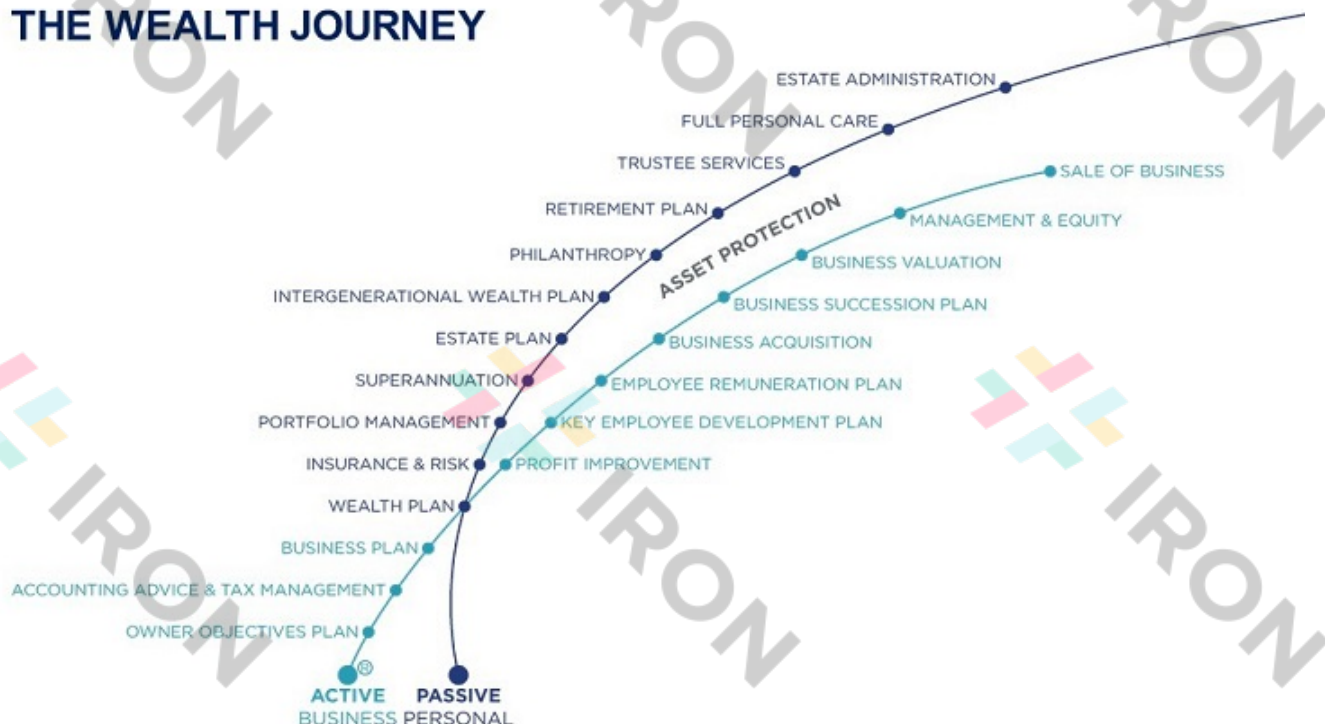 THE WEALTH JOURNEY
IRON
IRON
IRON
ESTATE ADMINISTRATION
FULL PERSONAL CARE
TRUSTEE SERVICES
SALE OF BUSINESS
RETIREMENT PLAN
ASSET PROTECTION
MANAGEMENT & EQUITY
PHILANTHROPY
BUSINESS VALUATION
INTERGENERATIONAL WEALTH PLAN
BUSINESS SUCCESSION PLAN
ESTATE PLAN
BUSINESS ACQUISITION
SUPERANNUATION
EMPLOYEE REMUNERATION PLAN
PORTFOLIO MANAGEMENT
KEY EMPLOYEE DEVELOPMENT PLAN
INSURANCE & RISK
PROFIT IMPROVEMENT
WEALTH PLAN
IRON
IRON
IRON
BUSINESS PLAN
ACCOUNTING ADVICE & TAX MANAGEMENT
OWNER OBJECTIVES PLAN
®
ACTIVE PASSIVE
BUSINESS PERSONAL